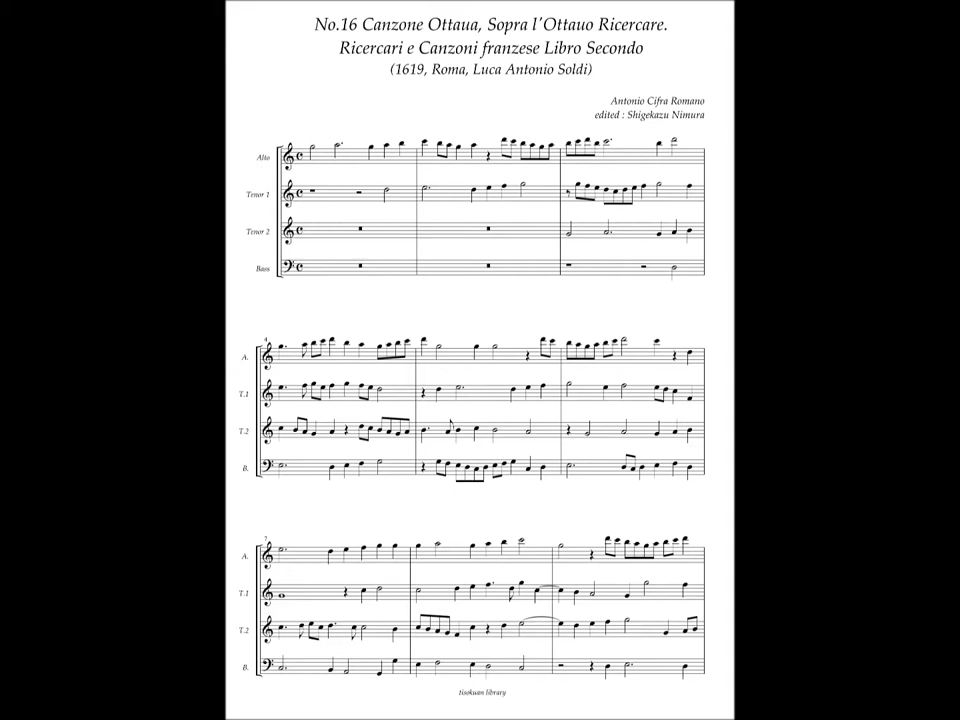 No.16 Canzone Ottaua, Sopra l'Ottauo Ricercare.
Ricercari e Canzoni franzese Libro Secondo
(1619, Roma, Luca Antonio Soldi)
Antonio Cifra Romano
edited : Shigekazu Nimura
Alto
Tenor 1
Tenor 2
Bass
4
A.
T.1
T.2
B.
7
A.
T.1
T.2
B.
tisokuan library